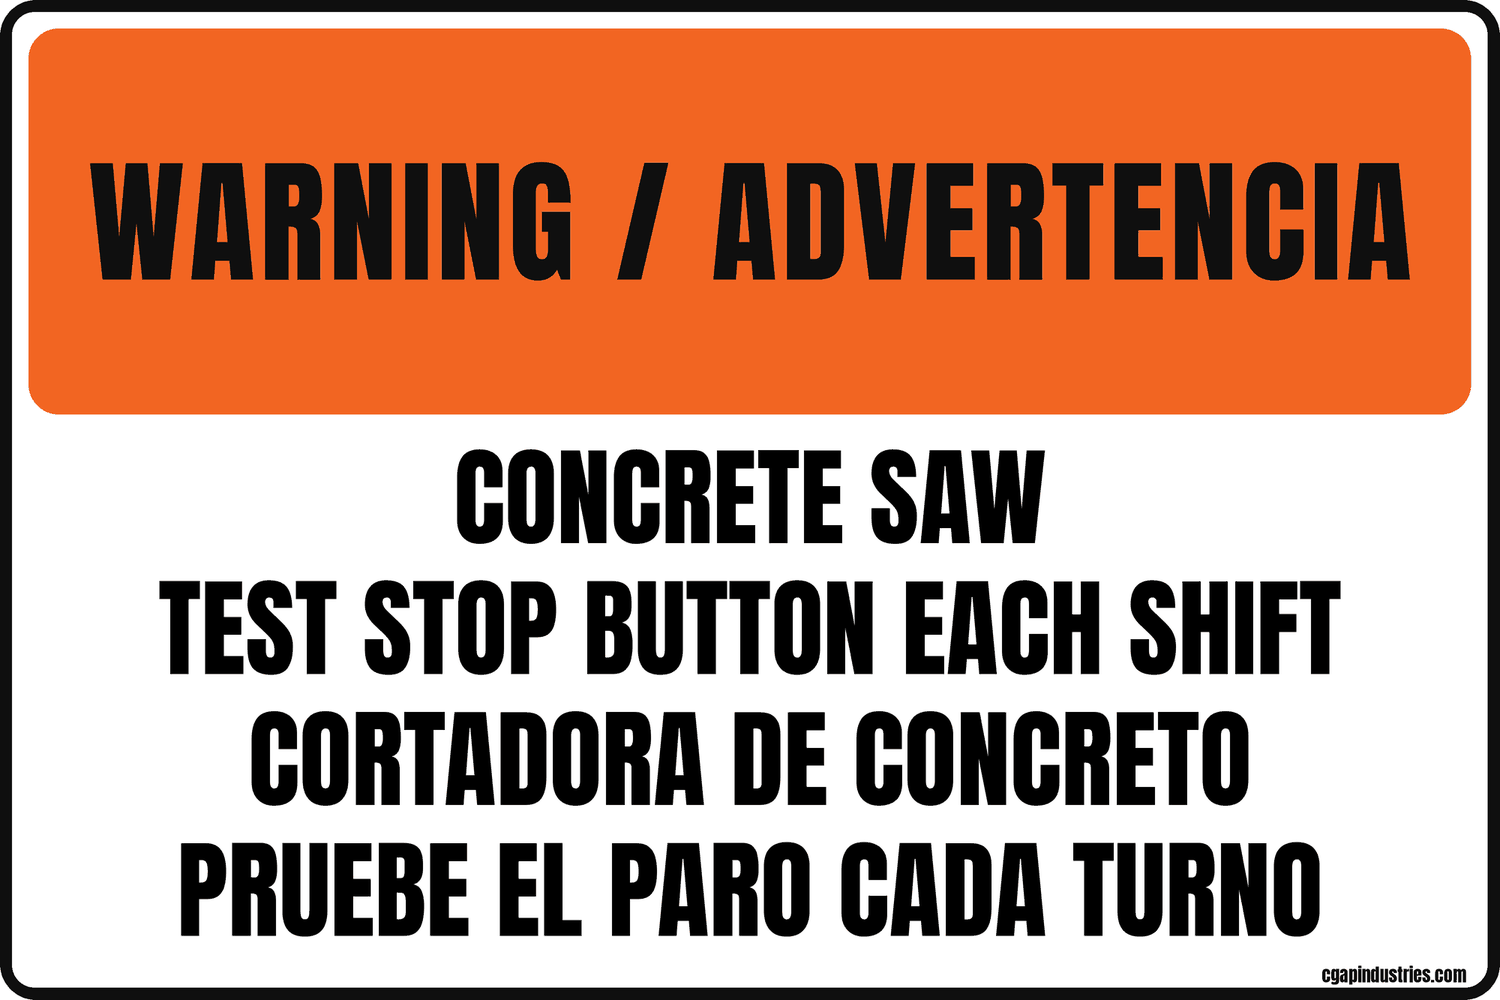 WARNING / ADVERTENCIA
CONCRETE SAW
TEST STOP BUTTON EACH SHIFT
CORTADORA DE CONCRETO
PRUEBE EL PARO CADA TURNO
cgapindustries.com